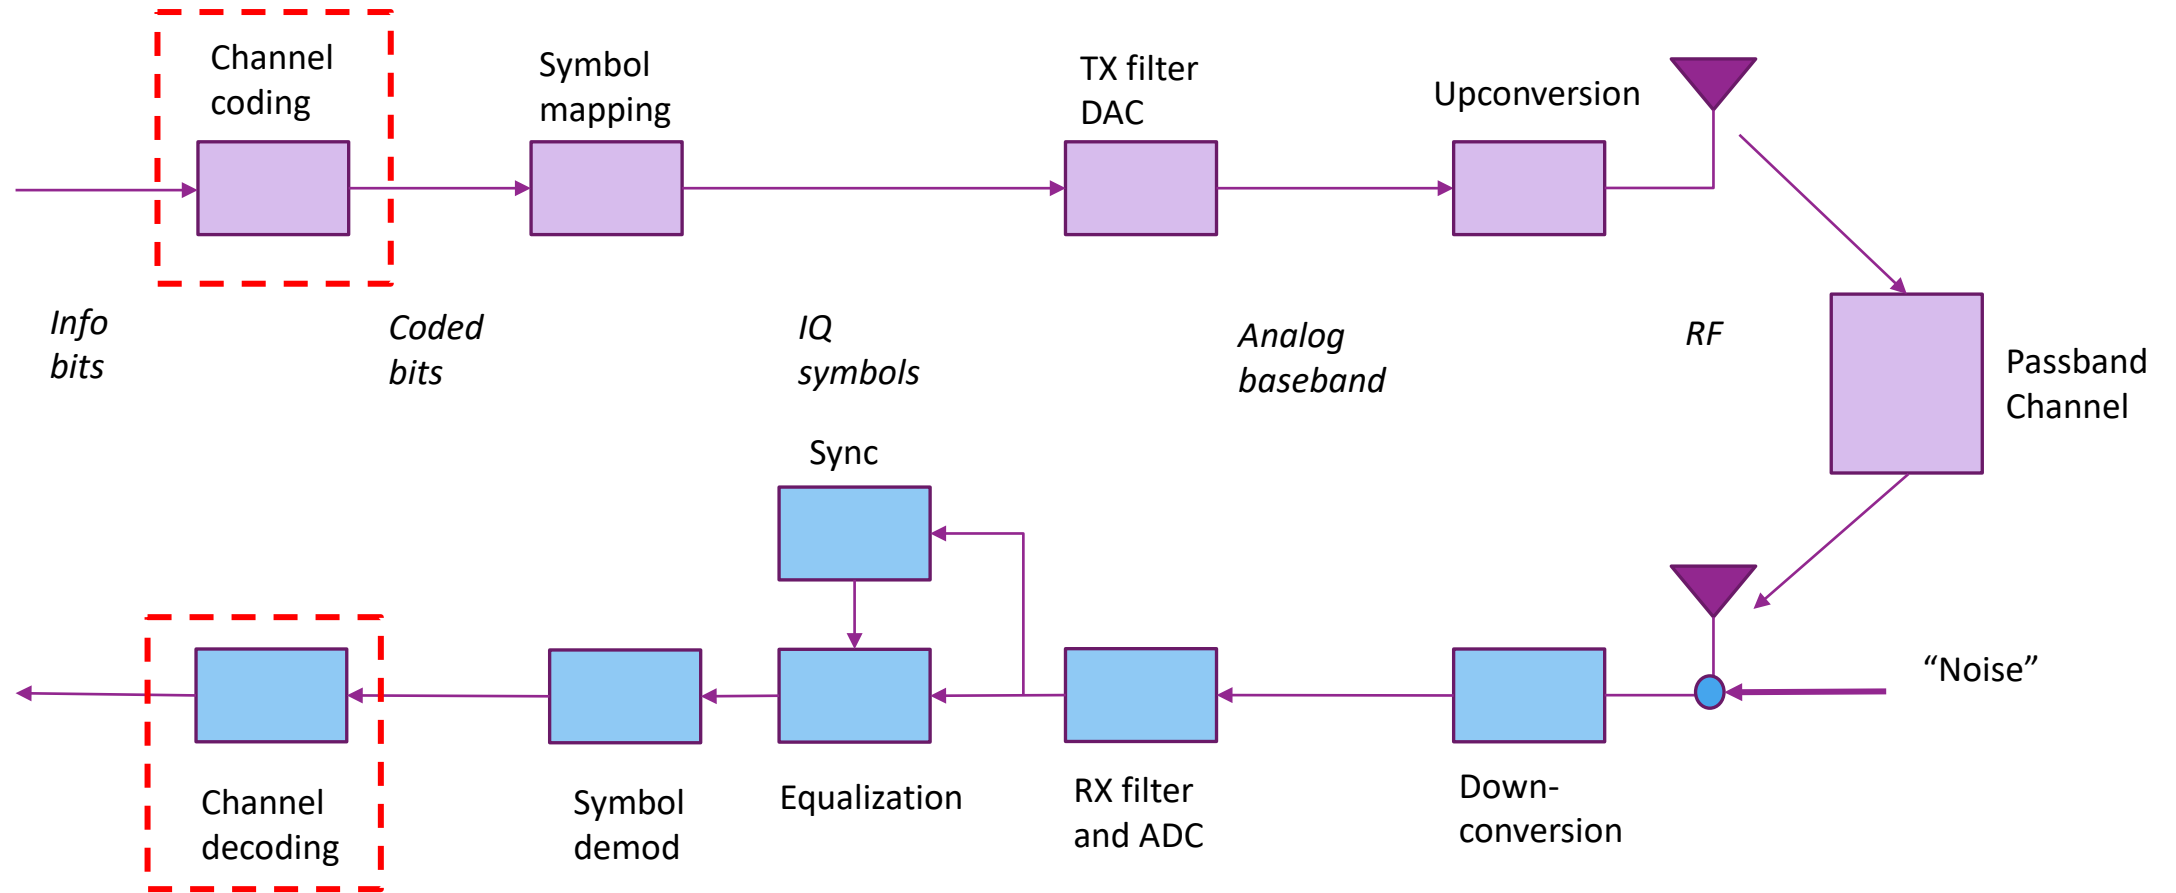 Channel
coding
Symbol
mapping
TX filter
DAC
Upconversion
Info
bits
Coded
bits
IQ
symbols
Analog
baseband
RF
Passband
Channel
Sync
“Noise”
Channel
decoding
Symbol
demod
Equalization
RX filter
and ADC
Down-
conversion